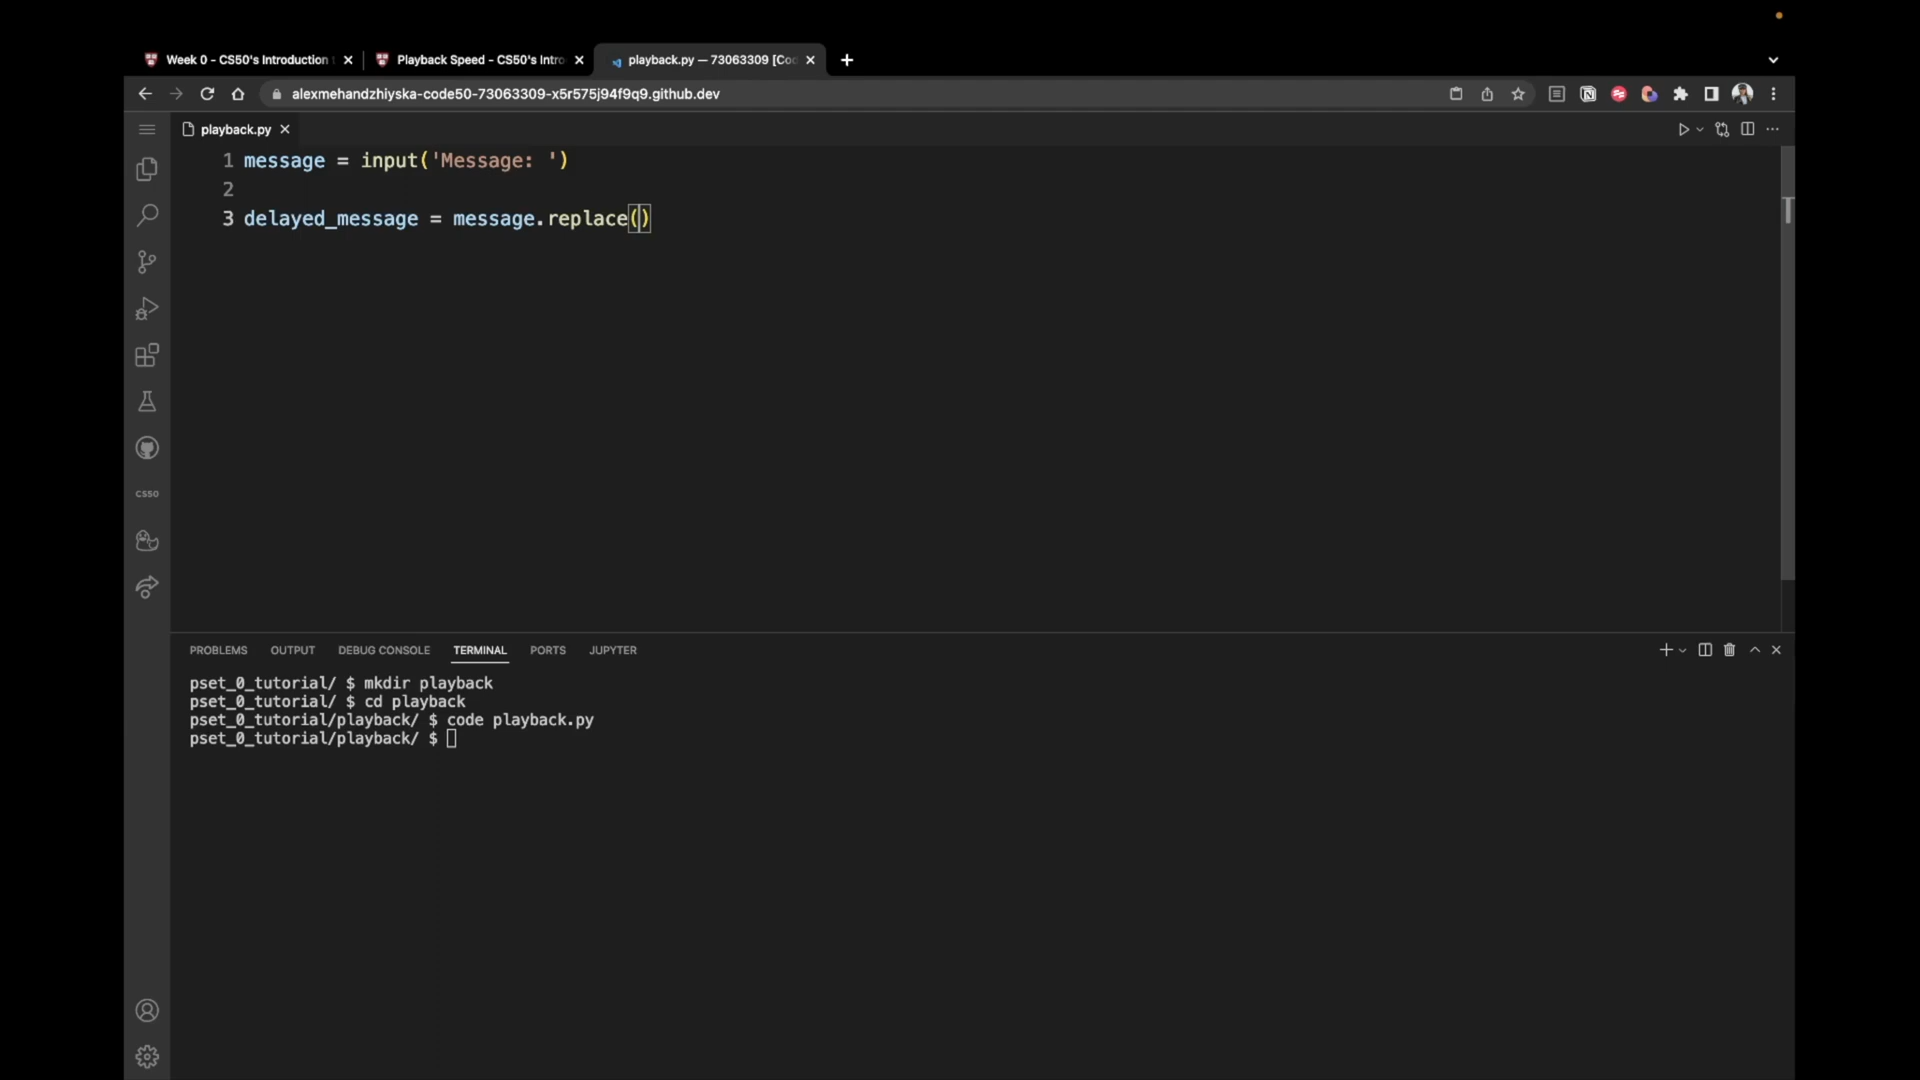 Week 0 - CS50's Introduction
Playback Speed - CS50's Intro
playback.py — 73063309 [Co
alexmehandzhiyska-code50-73063309-x5r575j94f9q9.github.dev
playback.py
1 message = input('Message: ')
2
3 delayed_message = message.replace()
CS50
PROBLEMS OUTPUT DEBUG CONSOLE TERMINAL PORTS JUPYTER
pset_0_tutorial/ $ mkdir playback
pset_0_tutorial/ $ cd playback
pset_0_tutorial/playback/ $ code playback.py
pset_0_tutorial/playback/ $